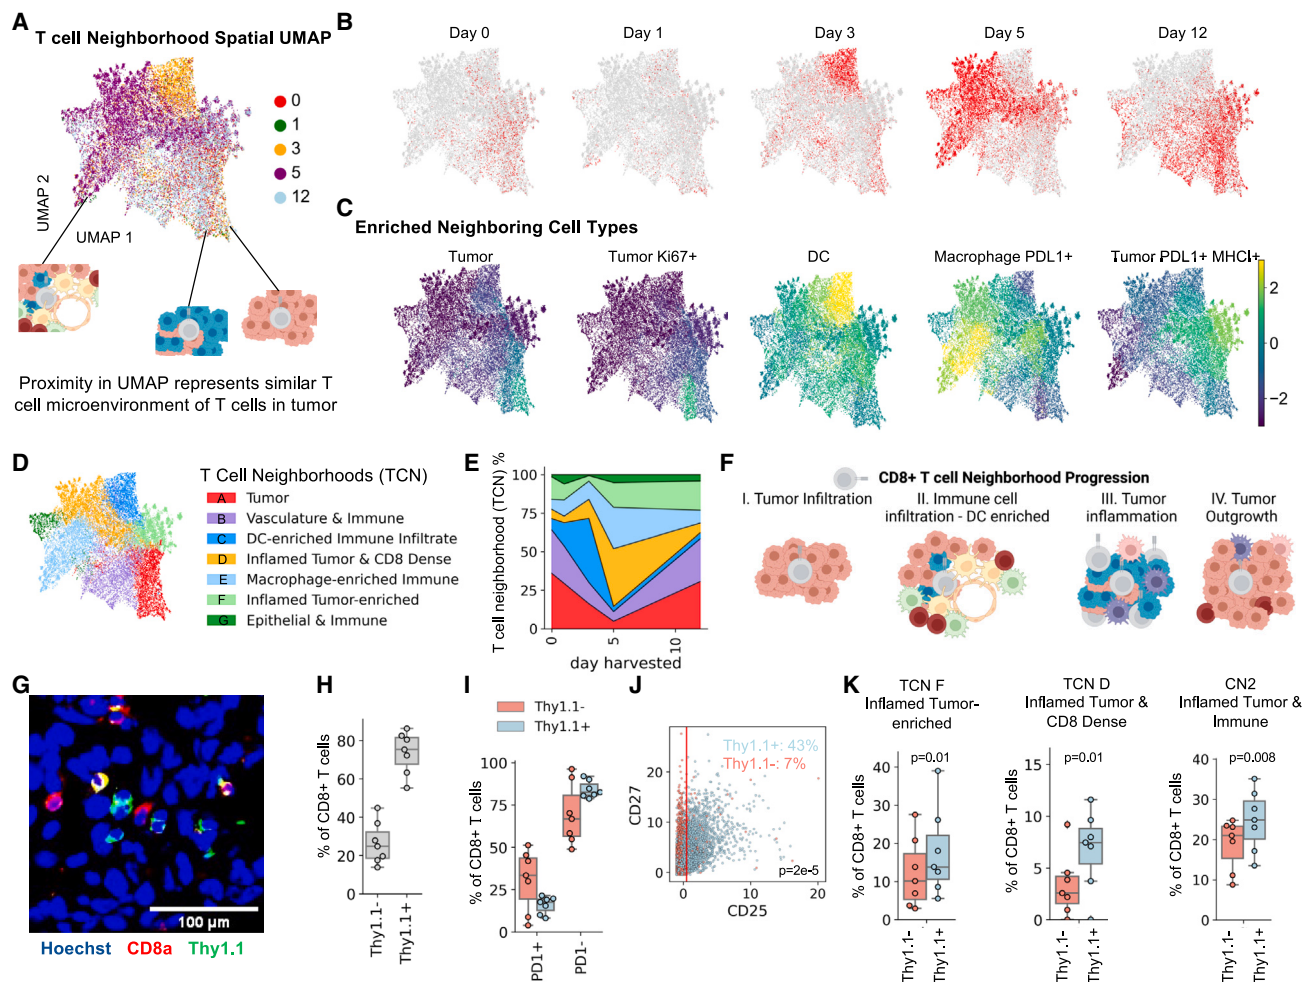 A
T cell Neighborhood Spatial UMAP
0
1
3
5
12
UMAP 2
UMAP 1
Proximity in UMAP represents similar T
cell microenvironment of T cells in tumor
B
Day 0
Day 1
Day 3
Day 5
Day 12
C
Enriched Neighboring Cell Types
Tumor
Tumor Ki67+
DC
Macrophage PDL1+
Tumor PDL1+ MHCI+
2
0
−2
D
T Cell Neighborhoods (TCN)
A Tumor
B Vasculature & Immune
C DC-enriched Immune Infiltrate
D Inflamed Tumor & CD8 Dense
E Macrophage-enriched Immune
F Inflamed Tumor-enriched
G Epithelial & Immune
E
T cell neighborhood (TCN) %
100
75
50
25
0
0
5
10
day harvested
F
CD8+ T cell Neighborhood Progression
I. Tumor Infiltration
II. Immune cell
infiltration - DC enriched
III. Tumor
inflammation
IV. Tumor
Outgrowth
G
100 µm
Hoechst CD8a Thy1.1
H
% of CD8+ T cells
80
60
40
20
0
Thy1.1-
Thy1.1+
I
Thy1.1-
Thy1.1+
% of CD8+ T cells
100
75
50
25
0
PD1+
PD1-
J
Thy1.1+: 43%
Thy1.1-: 7%
CD27
20
10
0
p=2e-5
0
10
20
CD25
K
TCN F
Inflamed Tumor-
enriched
p=0.01
% of CD8+ T cells
40
30
20
10
0
Thy1.1-
Thy1.1+
TCN D
Inflamed Tumor &
CD8 Dense
p=0.01
% of CD8+ T cells
15
10
5
0
Thy1.1-
Thy1.1+
CN2
Inflamed Tumor &
Immune
p=0.008
% of CD8+ T cells
40
30
20
10
0
Thy1.1-
Thy1.1+